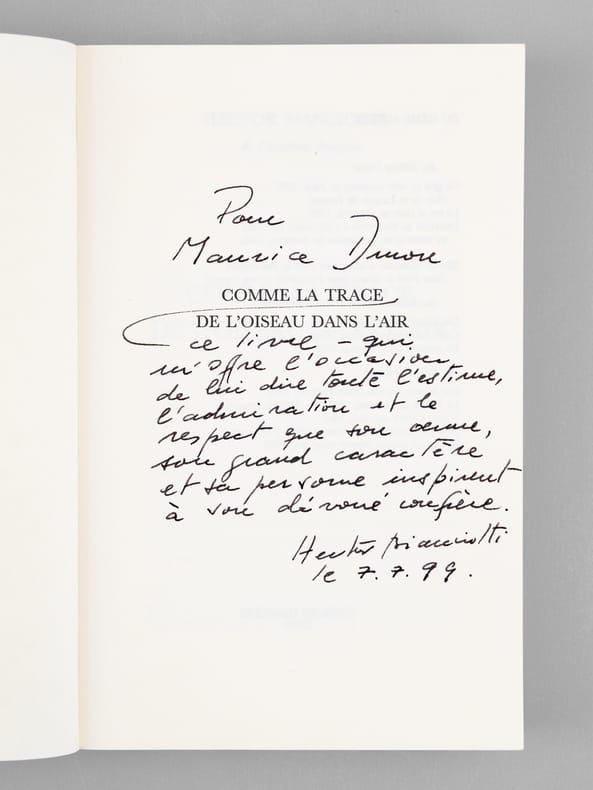 Pour
Maurice Druon
COMME LA TRACE
DE L'OISEAU DANS L'AIR
ce livre – qui
m'offre l'occasion
de lui dire toute l'estime,
l'admiration et le
respect que son œuvre,
son grand caractère
et sa personne inspirent
à son dévoué confrère.
Hector Bianciotti
le 7.7.99.